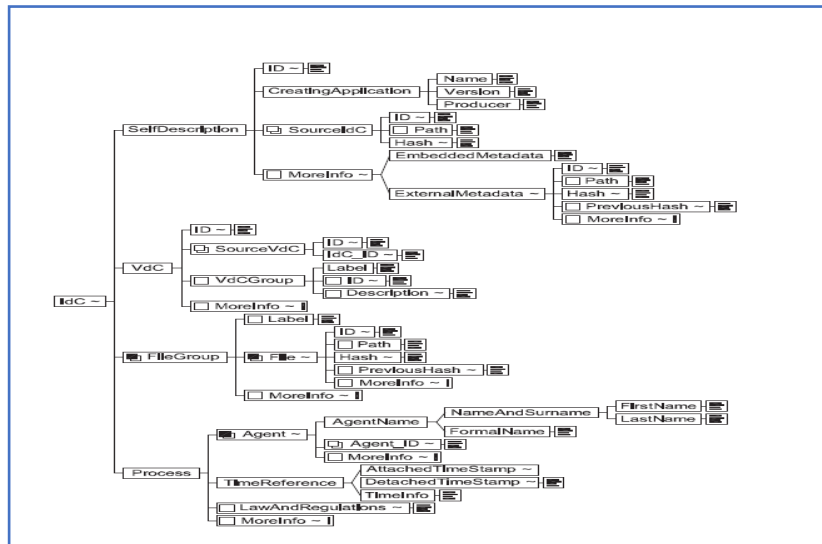 ID ~
CreatingApplication
Name
Version
Producer
SelfDescription
SourceIdC
ID ~
Path
Hash ~
MoreInfo ~
EmbeddedMetadata
ExternalMetadata ~
ID ~
Path
Hash ~
PreviousHash ~
MoreInfo ~
IdC ~
VdC
ID ~
SourceVdC
ID ~
IdC_ID ~
VdCGroup
Label
ID ~
Description ~
MoreInfo ~
FileGroup
Label
File ~
ID ~
Path
Hash ~
PreviousHash ~
MoreInfo ~
MoreInfo ~
Process
Agent ~
AgentName
NameAndSurname
FirstName
LastName
FormalName
Agent_ID ~
MoreInfo ~
TimeReference
AttachedTimeStamp ~
DetachedTimeStamp ~
TimeInfo
LawAndRegulations ~
MoreInfo ~